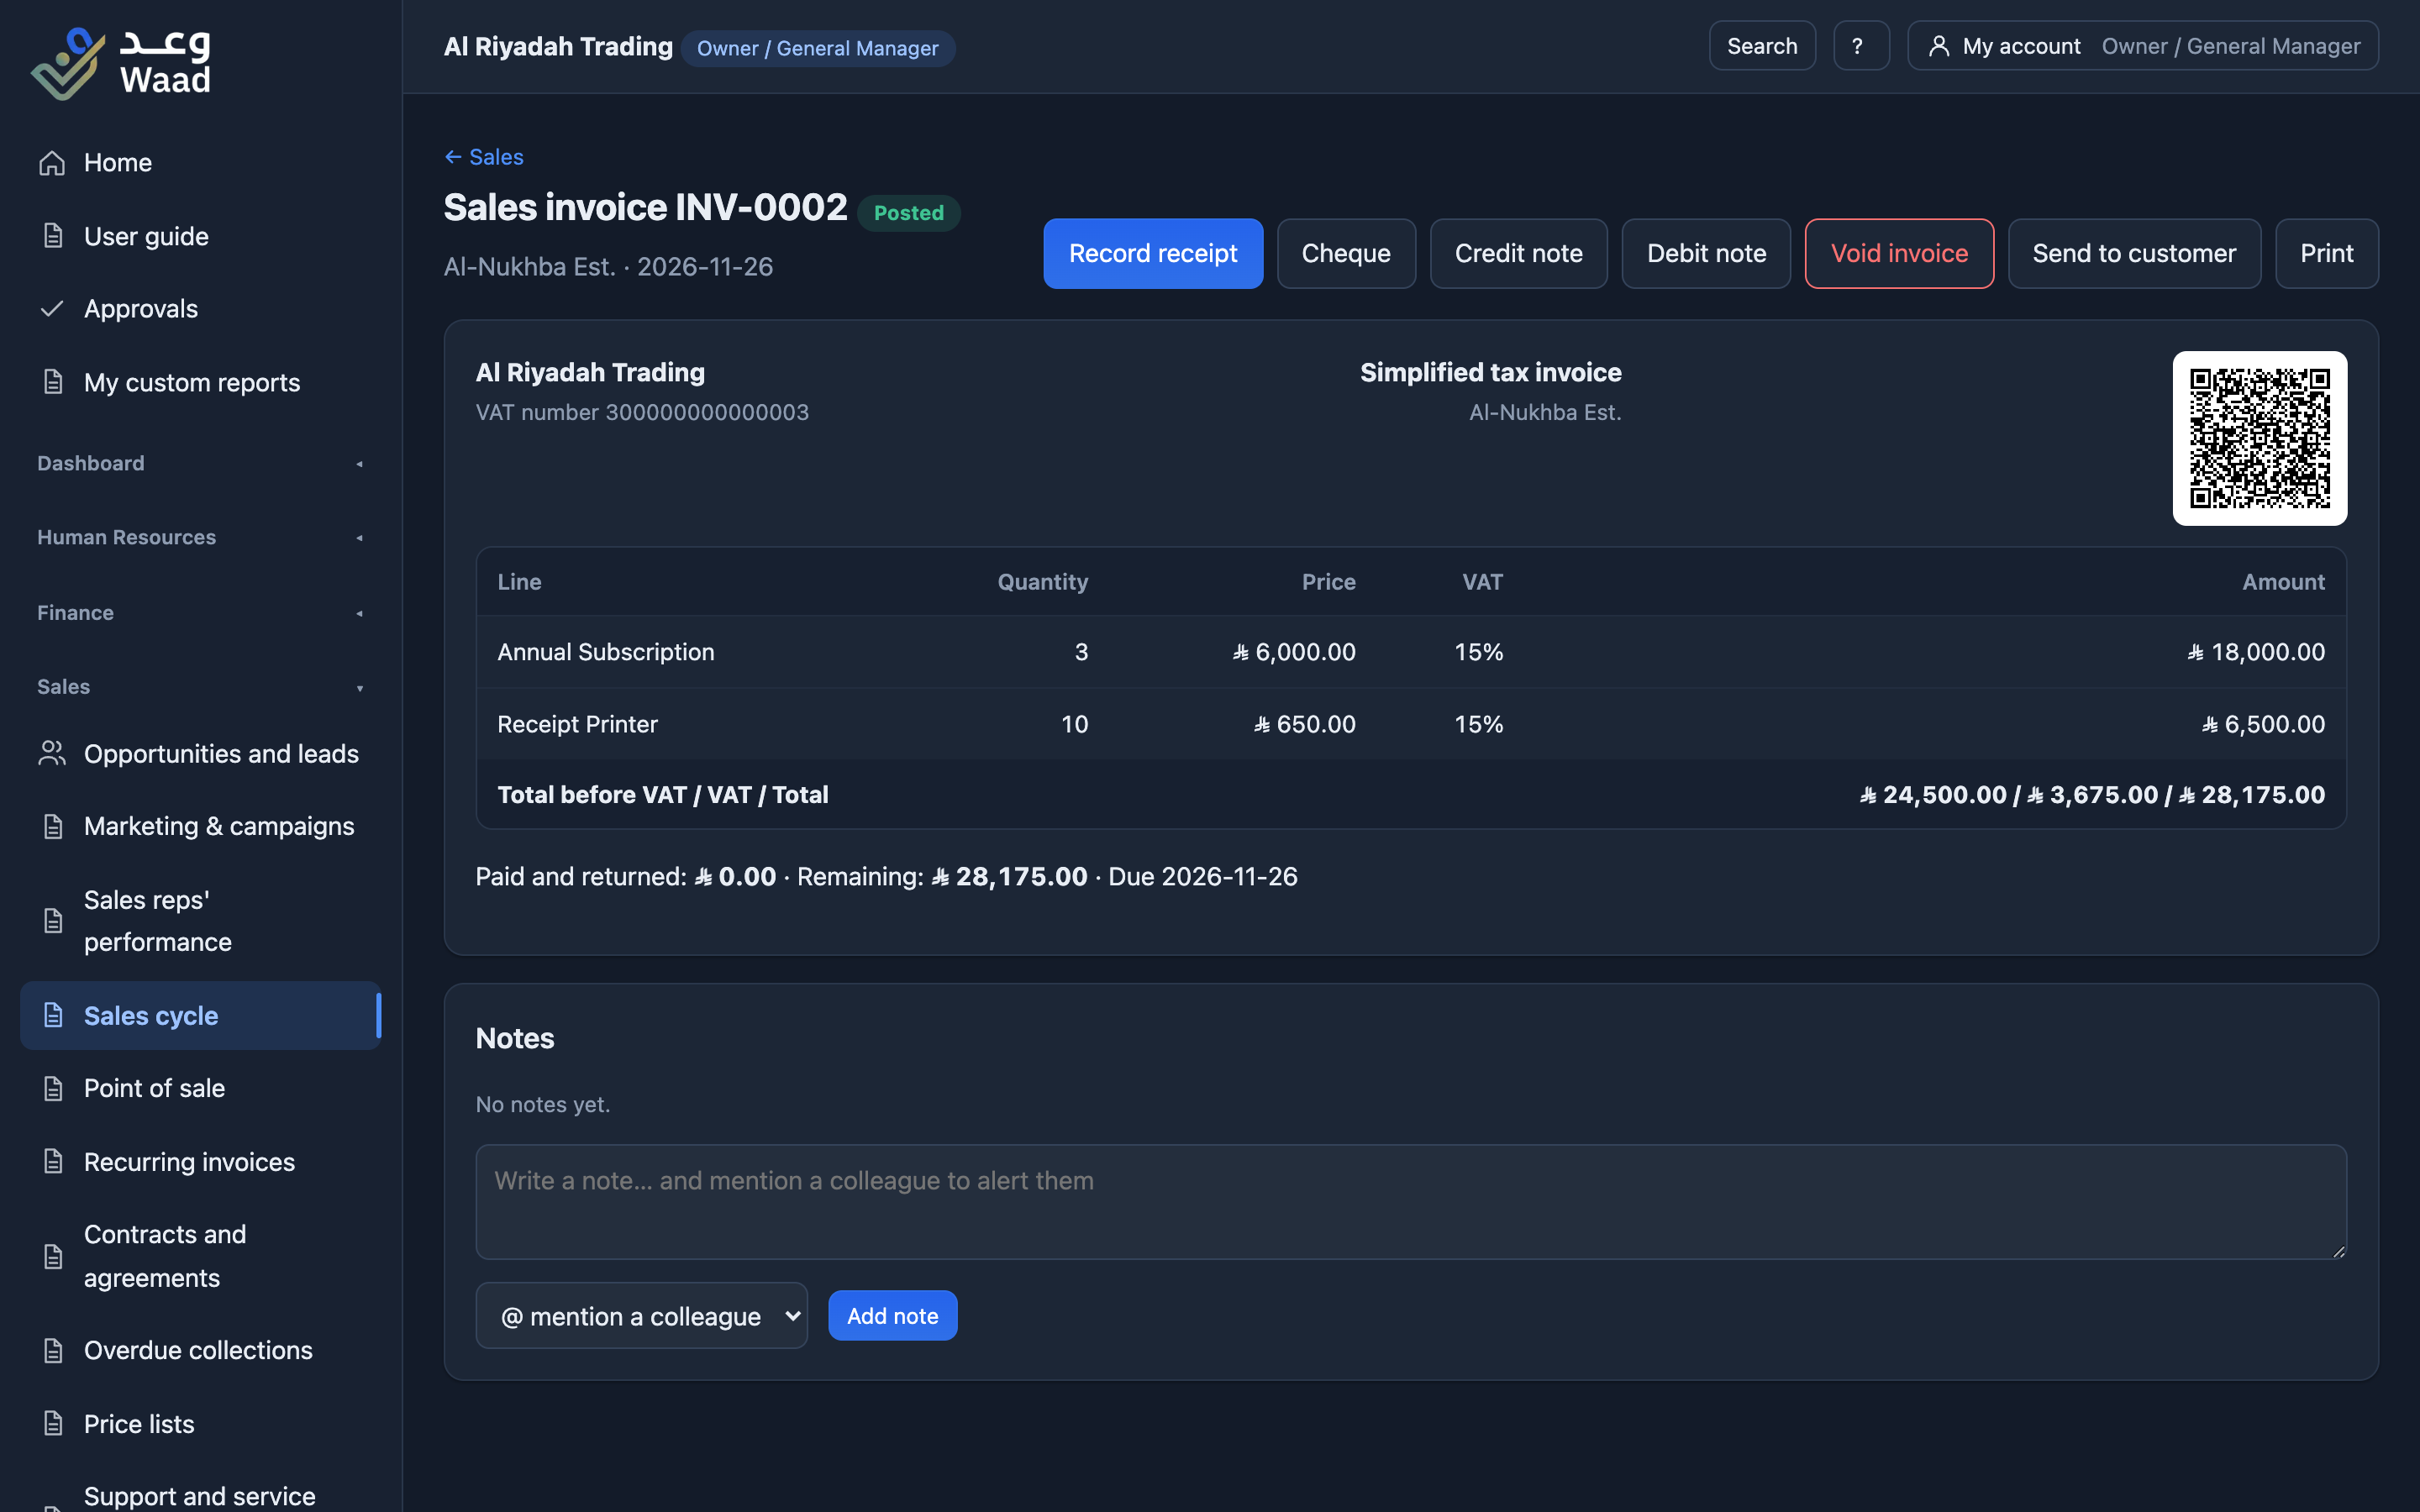 وعد
Waad
Home
User guide
Approvals
My custom reports
Dashboard
Human Resources
Finance
Sales
Opportunities and leads
Marketing & campaigns
Sales reps'
performance
Sales cycle
Point of sale
Recurring invoices
Contracts and
agreements
Overdue collections
Price lists
Support and service
Al Riyadah Trading Owner / General Manager
Search ? My account Owner / General Manager
← Sales
Sales invoice INV-0002 Posted
Al-Nukhba Est. · 2026-11-26
Record receipt Cheque Credit note Debit note Void invoice Send to customer Print
Al Riyadah Trading
VAT number 300000000000003
Simplified tax invoice
Al-Nukhba Est.
Line Quantity Price VAT Amount
Annual Subscription 3 ⃁ 6,000.00 15% ⃁ 18,000.00
Receipt Printer 10 ⃁ 650.00 15% ⃁ 6,500.00
Total before VAT / VAT / Total ⃁ 24,500.00 / ⃁ 3,675.00 / ⃁ 28,175.00
Paid and returned: ⃁ 0.00 · Remaining: ⃁ 28,175.00 · Due 2026-11-26
Notes
No notes yet.
Write a note... and mention a colleague to alert them
@ mention a colleague Add note